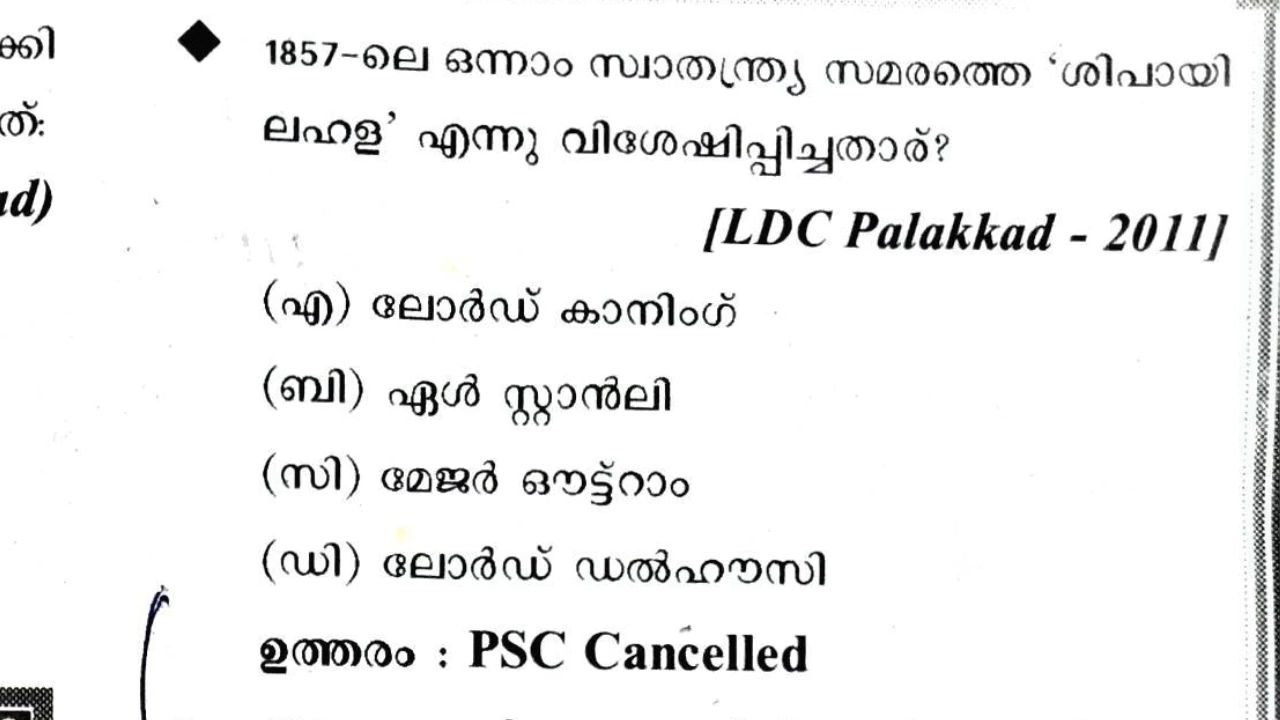 ക്കി
ത്:
ad)
◆ 1857-ലെ ഒന്നാം സ്വാതന്ത്ര്യ സമരത്തെ ‘ശിപായി
ലഹള’ എന്നു വിശേഷിപ്പിച്ചതാര്?
[LDC Palakkad - 2011]
(എ) ലോർഡ് കാനിംഗ്
(ബി) ഏൾ സ്റ്റാൻലി
(സി) മേജർ ഔട്ട്റാം
(ഡി) ലോർഡ് ഡൽഹൗസി
ഉത്തരം : PSC Cancelled